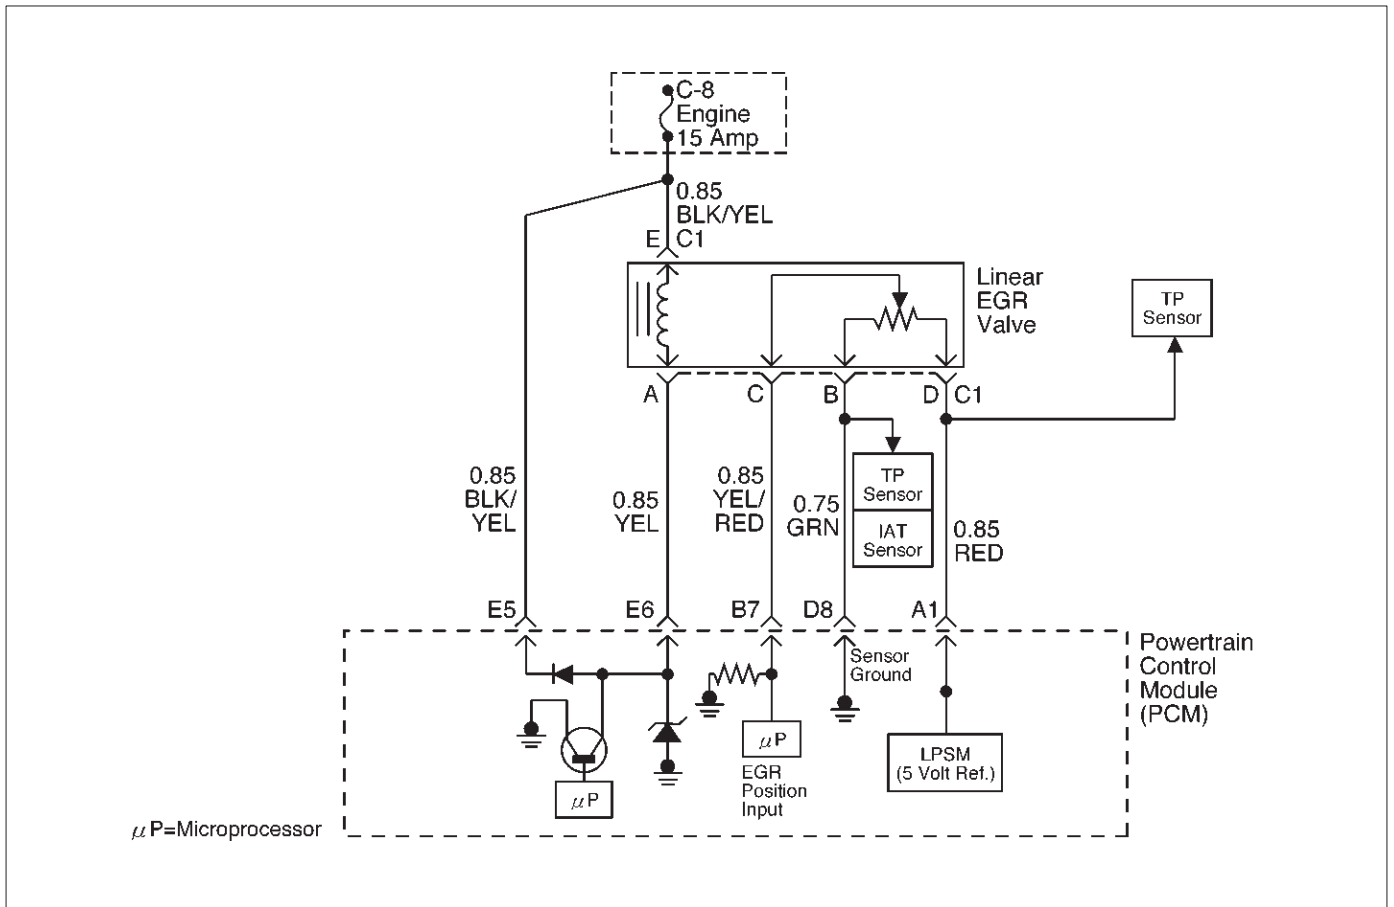 C-8
Engine
15 Amp
0.85
BLK/YEL
E C1
Linear
EGR
Valve
TP
Sensor
A C B D C1
0.85
BLK/
YEL
0.85
YEL
0.85
YEL/
RED
0.75
GRN
TP
Sensor
IAT
Sensor
0.85
RED
E5 E6 B7 D8 A1
Sensor
Ground
Powertrain
Control
Module
(PCM)
μP
EGR
Position
Input
LPSM
(5 Volt Ref.)
μP
μP=Microprocessor